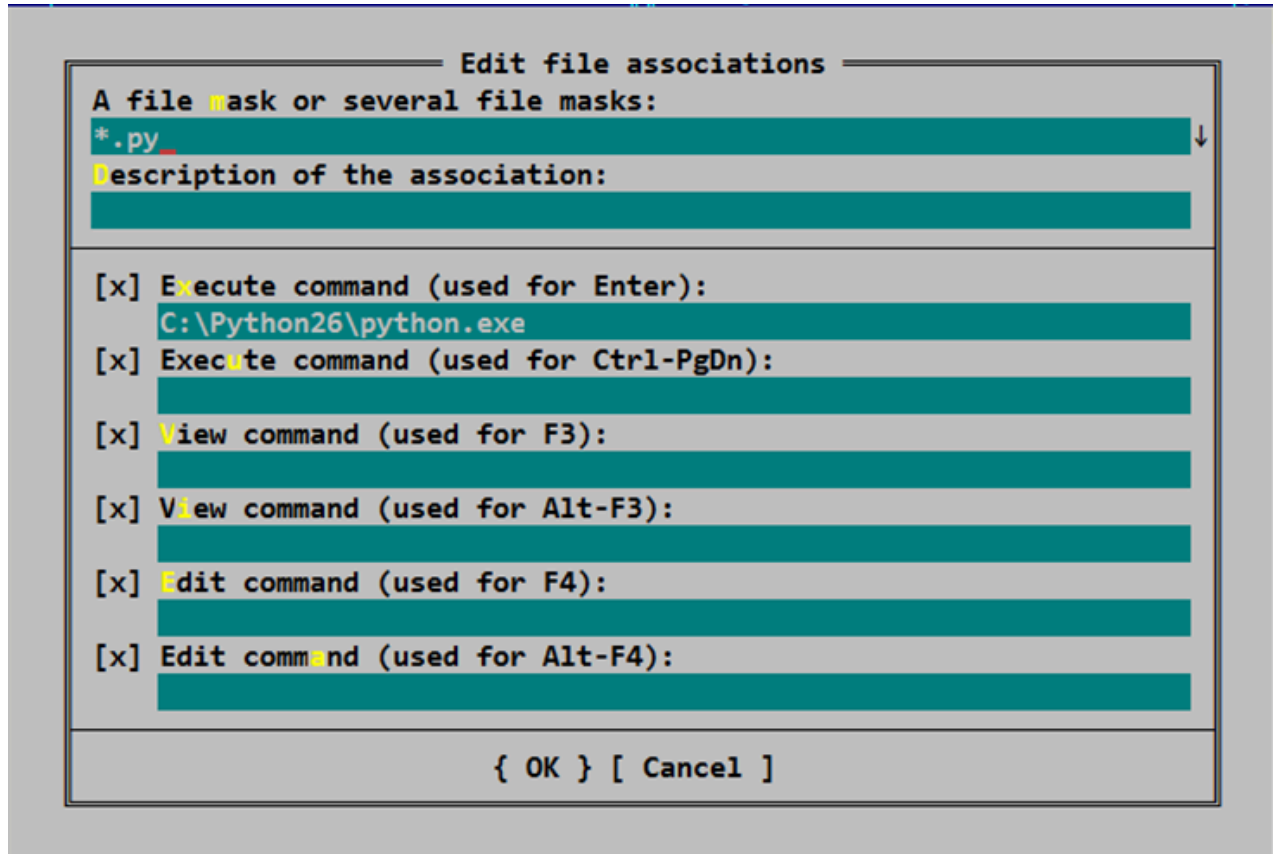 Edit file associations
A file mask or several file masks:
*.py_
↓
Description of the association:
[x] Execute command (used for Enter):
C:\Python26\python.exe
[x] Execute command (used for Ctrl-PgDn):
[x] View command (used for F3):
[x] View command (used for Alt-F3):
[x] Edit command (used for F4):
[x] Edit command (used for Alt-F4):
{ OK } [ Cancel ]